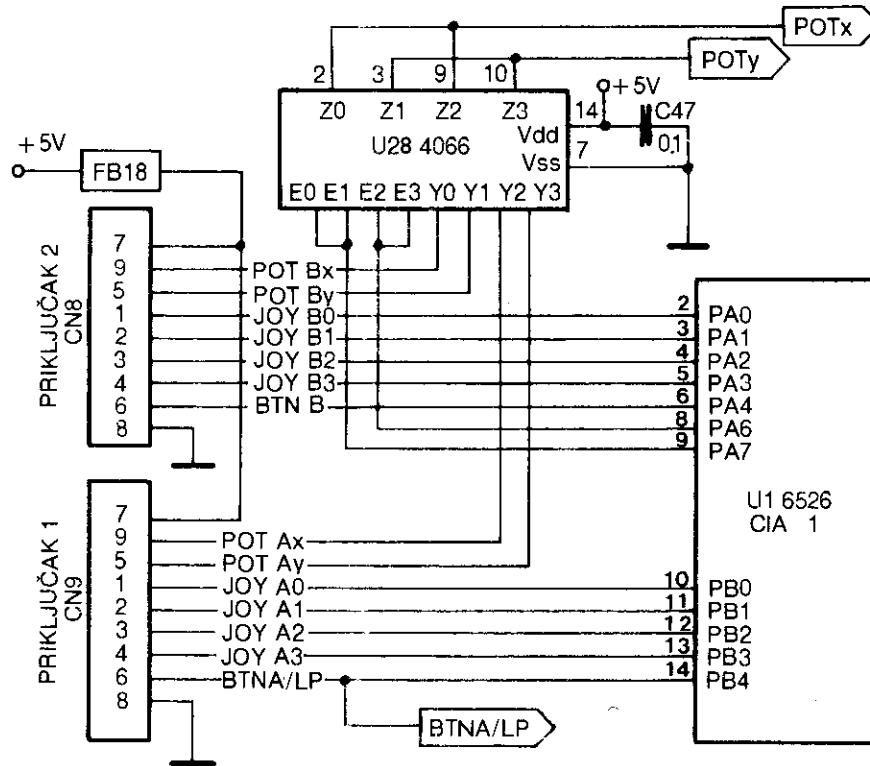 POTx
POTy
2 3 9 10
Z0 Z1 Z2 Z3
+5V
14
C47
0.1
Vdd
U28 4066
7
Vss
E0 E1 E2 E3 Y0 Y1 Y2 Y3
+5V
FB18
PRIKLJUČAK 2
CN8
7
9 POT Bx
5 POT By
1 JOY B0 2 PA0
2 JOY B1 3 PA1
3 JOY B2 4 PA2
4 JOY B3 5 PA3
6 BTN B 6 PA4
8 8 PA6
9 PA7
U1 6526
CIA 1
PRIKLJUČAK 1
CN9
7
9 POT Ax
5 POT Ay
1 JOY A0 10 PB0
2 JOY A1 11 PB1
3 JOY A2 12 PB2
4 JOY A3 13 PB3
6 BTNA/LP 14 PB4
8
BTNA/LP